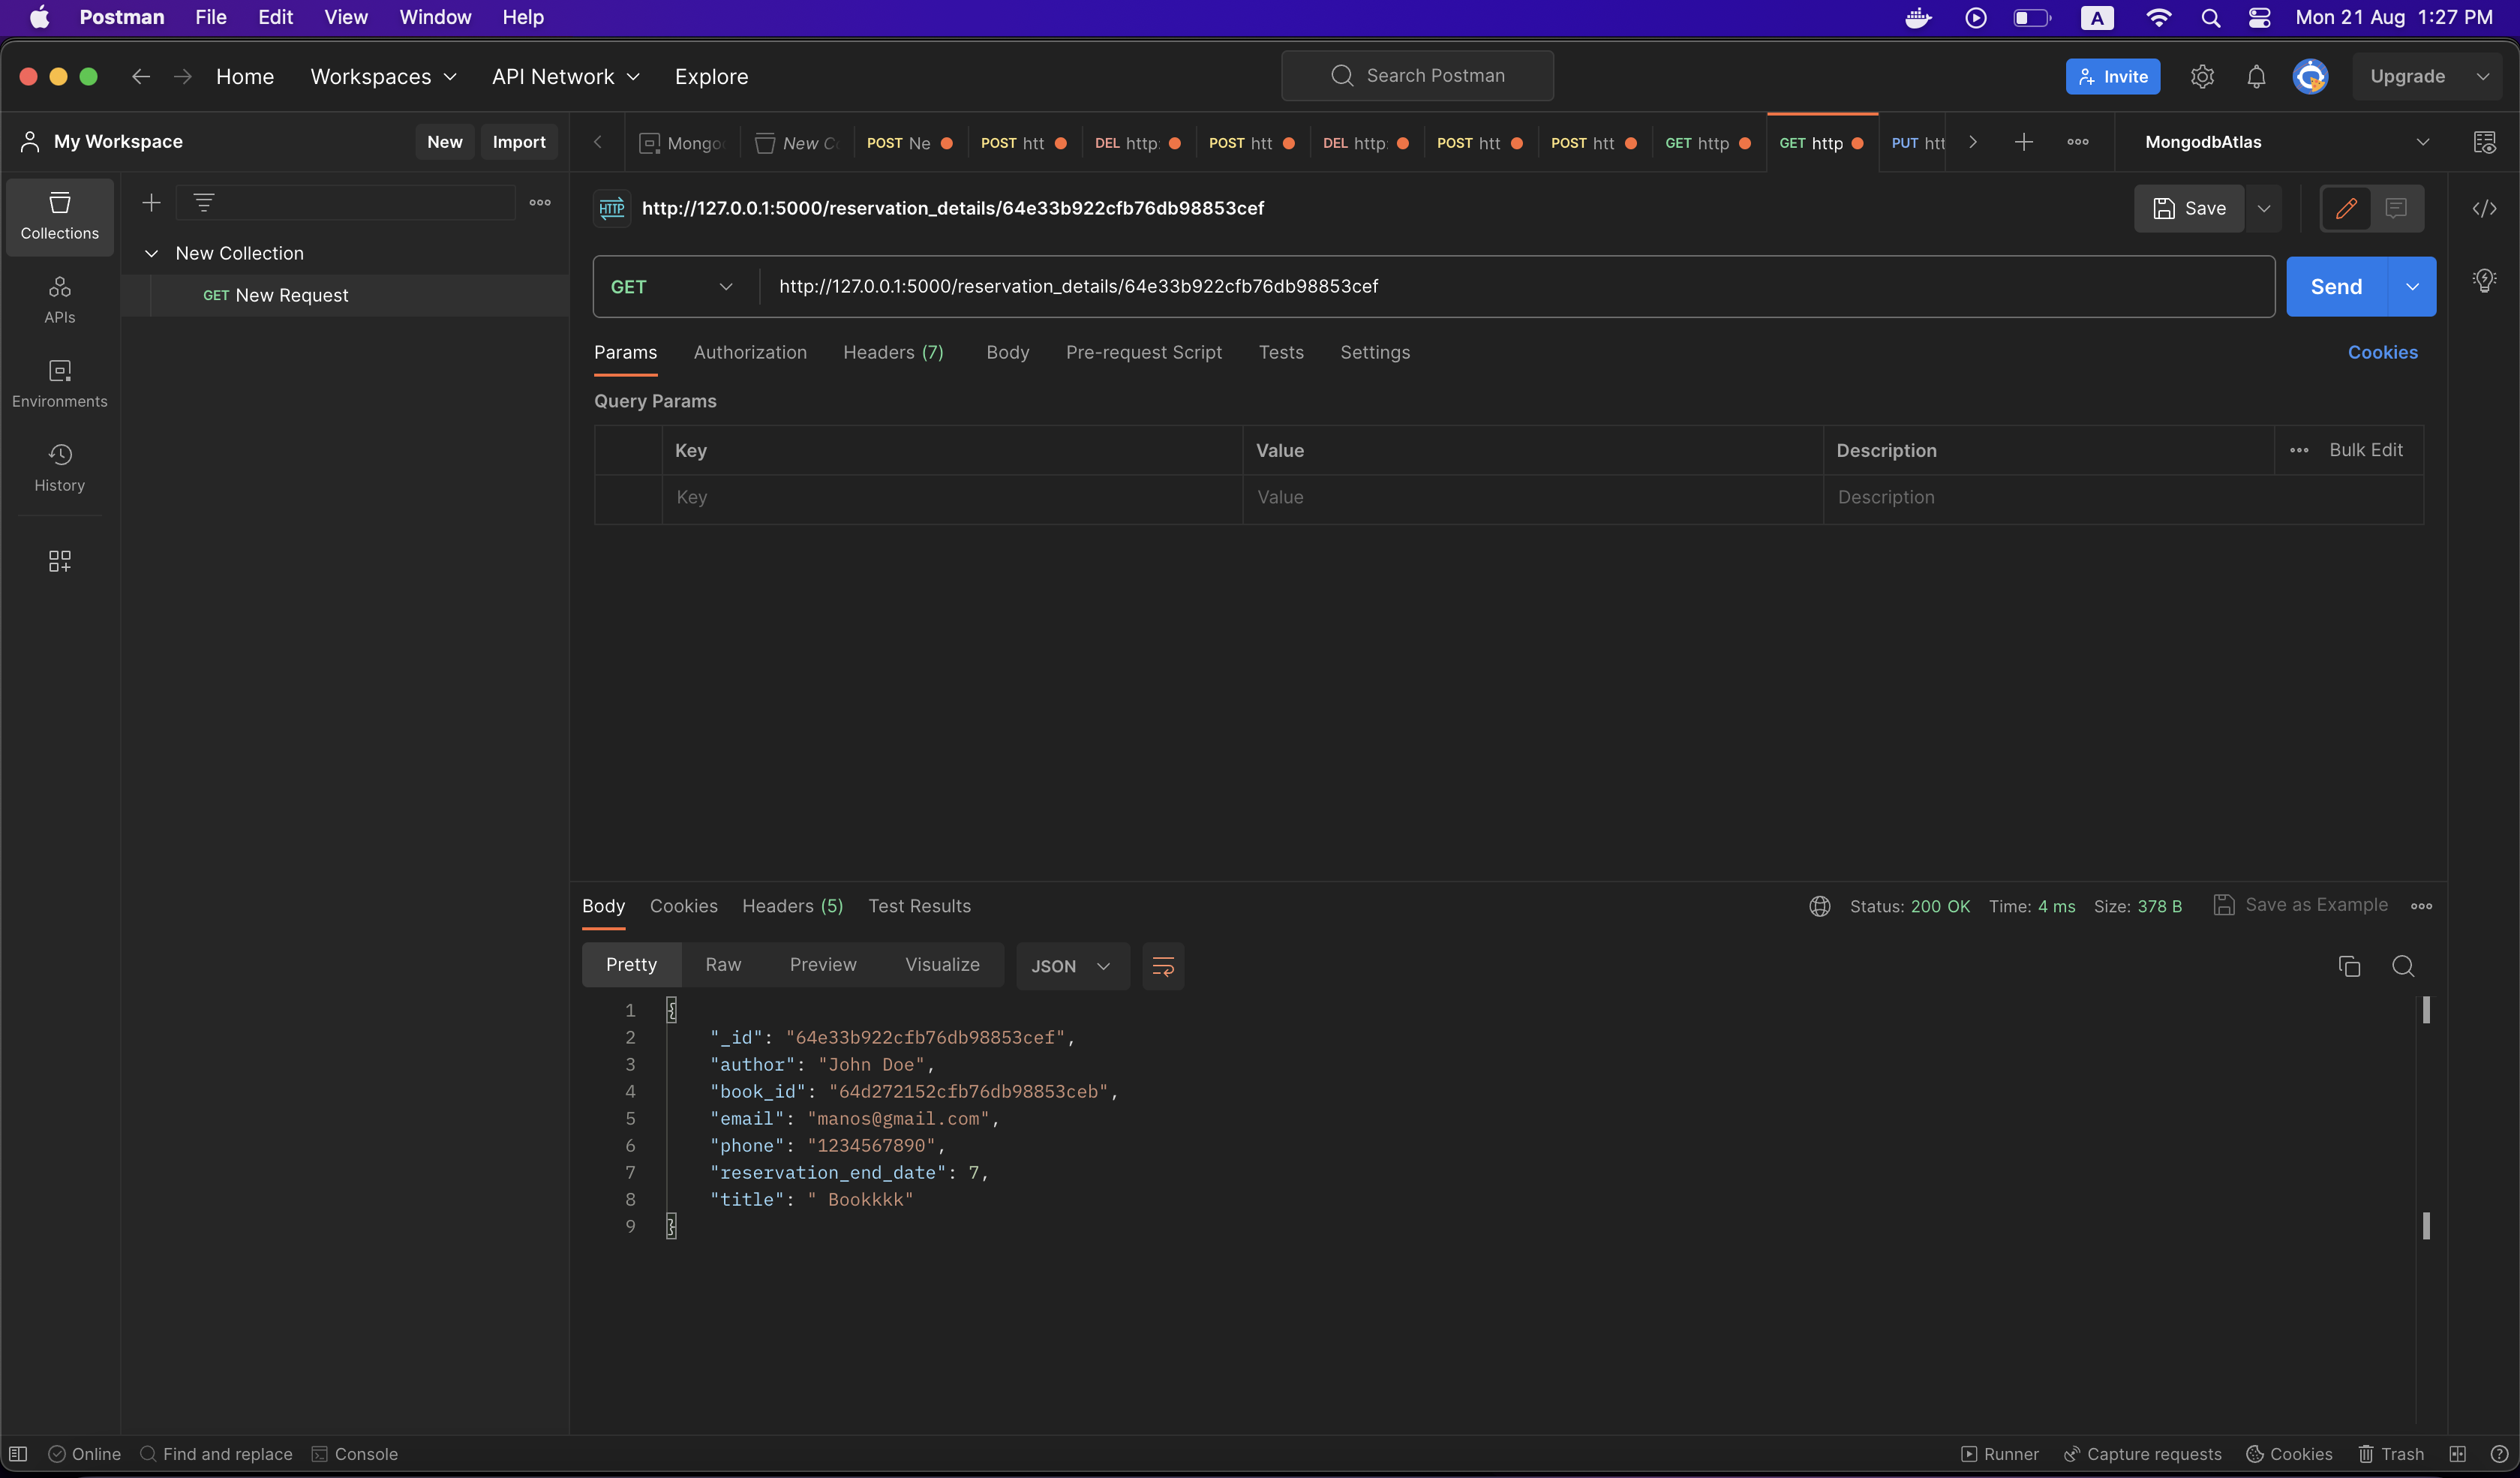 Postman File Edit View Window Help A Mon 21 Aug 1:27 PM
Home Workspaces API Network Explore Search Postman Invite Upgrade
My Workspace New Import Mongo New C POST Ne POST htt DEL http: POST htt DEL http: POST htt POST htt GET http GET http PUT htt MongodbAtlas
HTTP http://127.0.0.1:5000/reservation_details/64e33b922cfb76db98853cef Save
Collections
New Collection
GET New Request
GET http://127.0.0.1:5000/reservation_details/64e33b922cfb76db98853cef Send
APIs
Environments
History
Params Authorization Headers (7) Body Pre-request Script Tests Settings Cookies
Query Params
Key Value Description Bulk Edit
Key Value Description
Body Cookies Headers (5) Test Results Status: 200 OK Time: 4 ms Size: 378 B Save as Example
Pretty Raw Preview Visualize JSON
1 {
2 "_id": "64e33b922cfb76db98853cef",
3 "author": "John Doe",
4 "book_id": "64d272152cfb76db98853ceb",
5 "email": "manos@gmail.com",
6 "phone": "1234567890",
7 "reservation_end_date": 7,
8 "title": " Bookkkk"
9 }
Online Find and replace Console Runner Capture requests Cookies Trash